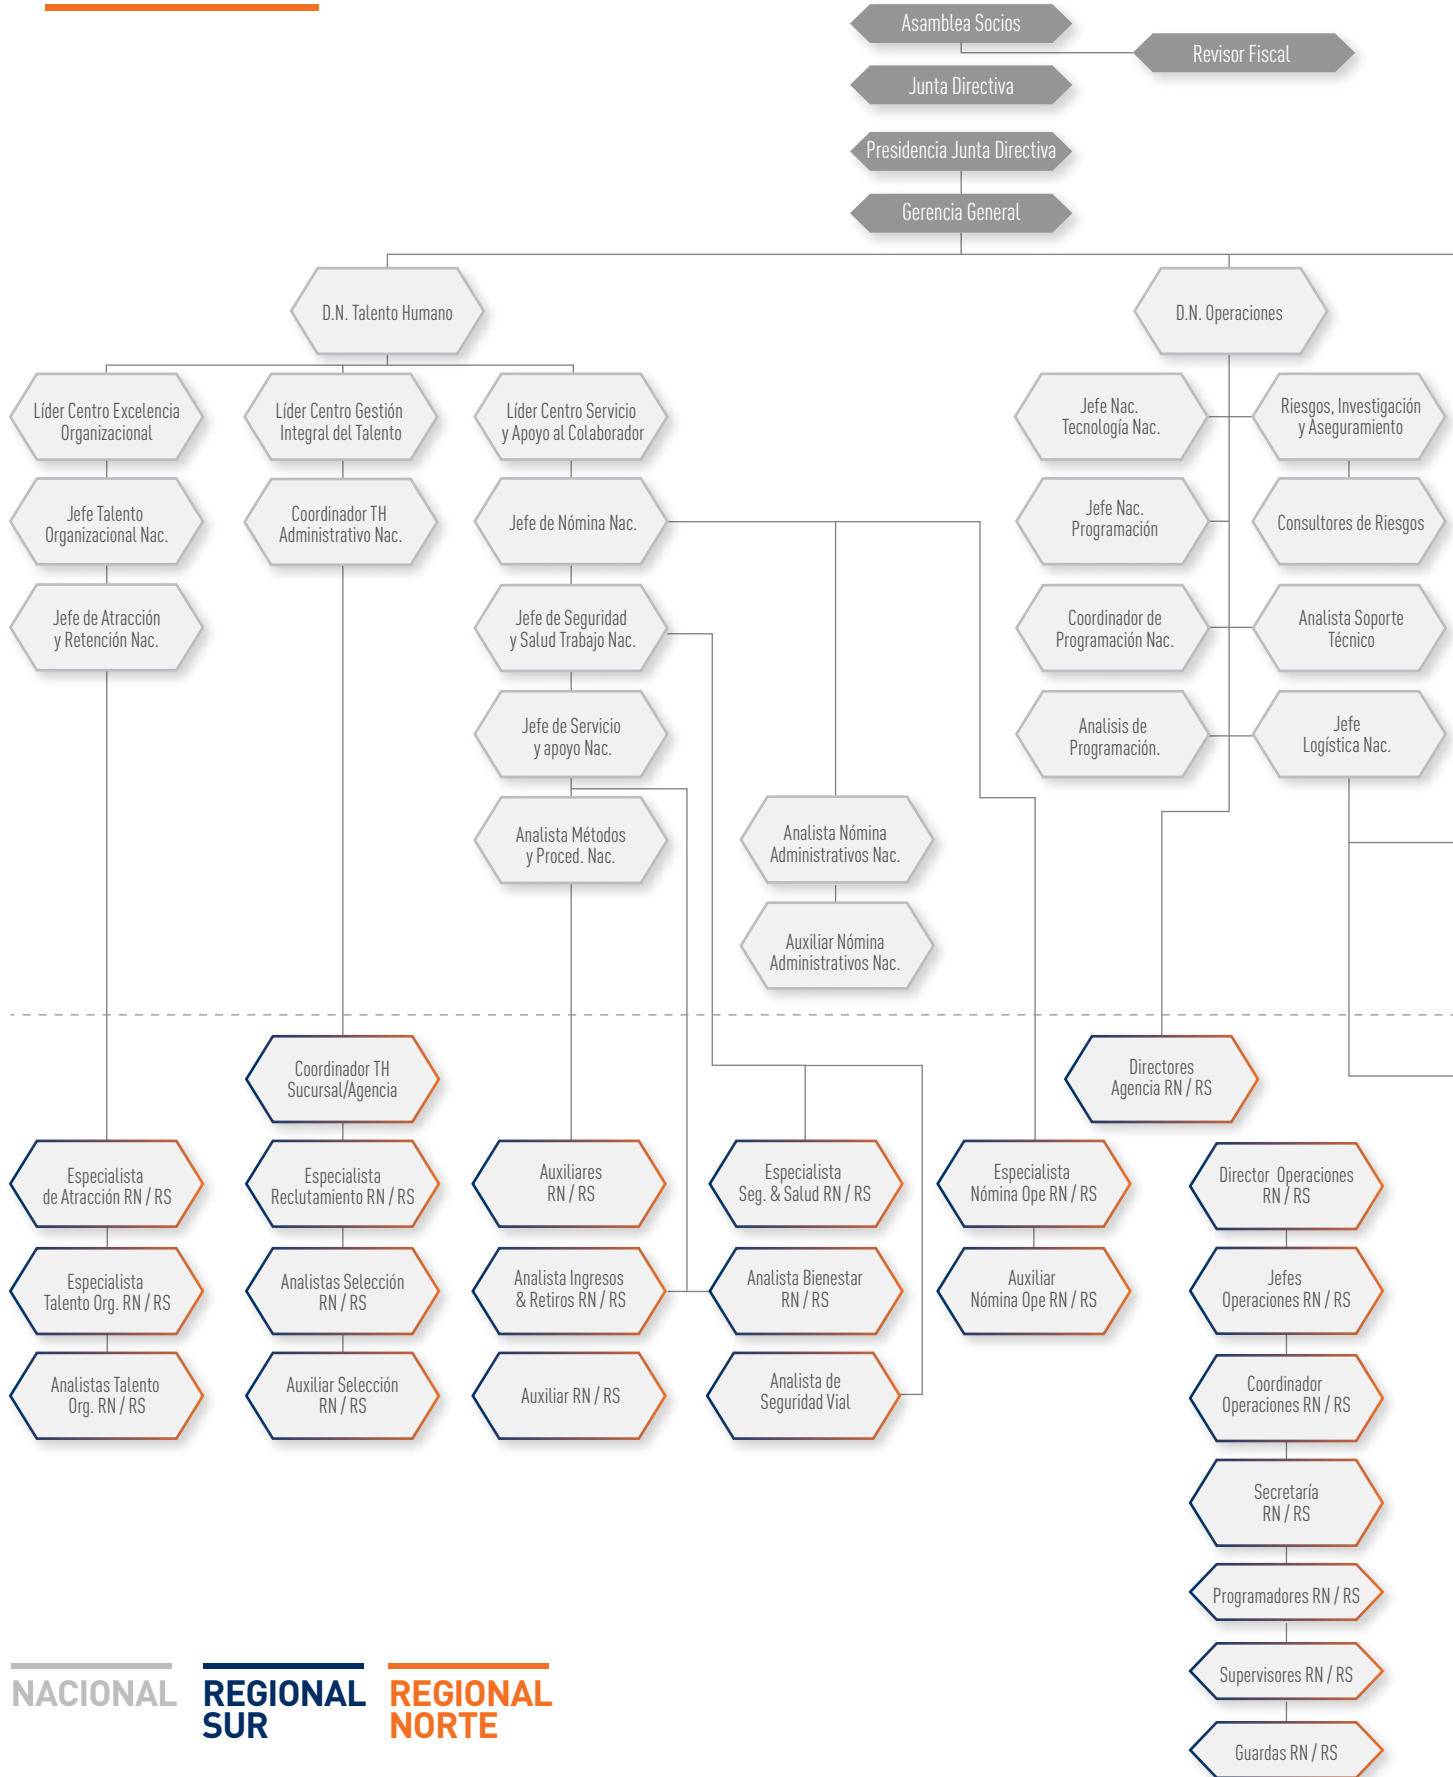 Asamblea Socios
Revisor Fiscal
Junta Directiva
Presidencia Junta Directiva
Gerencia General
D.N. Talento Humano
D.N. Operaciones
Líder Centro Excelencia
Organizacional
Líder Centro Gestión
Integral del Talento
Líder Centro Servicio
y Apoyo al Colaborador
Jefe Nac.
Tecnología Nac.
Riesgos, Investigación
y Aseguramiento
Jefe Talento
Organizacional Nac.
Coordinador TH
Administrativo Nac.
Jefe de Nómina Nac.
Jefe Nac.
Programación
Consultores de Riesgos
Jefe de Atracción
y Retención Nac.
Jefe de Seguridad
y Salud Trabajo Nac.
Coordinador de
Programación Nac.
Analista Soporte
Técnico
Jefe de Servicio
y apoyo Nac.
Analisis de
Programación.
Jefe
Logística Nac.
Analista Métodos
y Proced. Nac.
Analista Nómina
Administrativos Nac.
Auxiliar Nómina
Administrativos Nac.
Coordinador TH
Sucursal/Agencia
Directores
Agencia RN / RS
Especialista
de Atracción RN / RS
Especialista
Reclutamiento RN / RS
Auxiliares
RN / RS
Especialista
Seg. & Salud RN / RS
Especialista
Nómina Ope RN / RS
Director Operaciones
RN / RS
Especialista
Talento Org. RN / RS
Analistas Selección
RN / RS
Analista Ingresos
& Retiros RN / RS
Analista Bienestar
RN / RS
Auxiliar
Nómina Ope RN / RS
Jefes
Operaciones RN / RS
Analistas Talento
Org. RN / RS
Auxiliar Selección
RN / RS
Auxiliar RN / RS
Analista de
Seguridad Vial
Coordinador
Operaciones RN / RS
Secretaría
RN / RS
Programadores RN / RS
Supervisores RN / RS
Guardas RN / RS
NACIONAL
REGIONAL
SUR
REGIONAL
NORTE